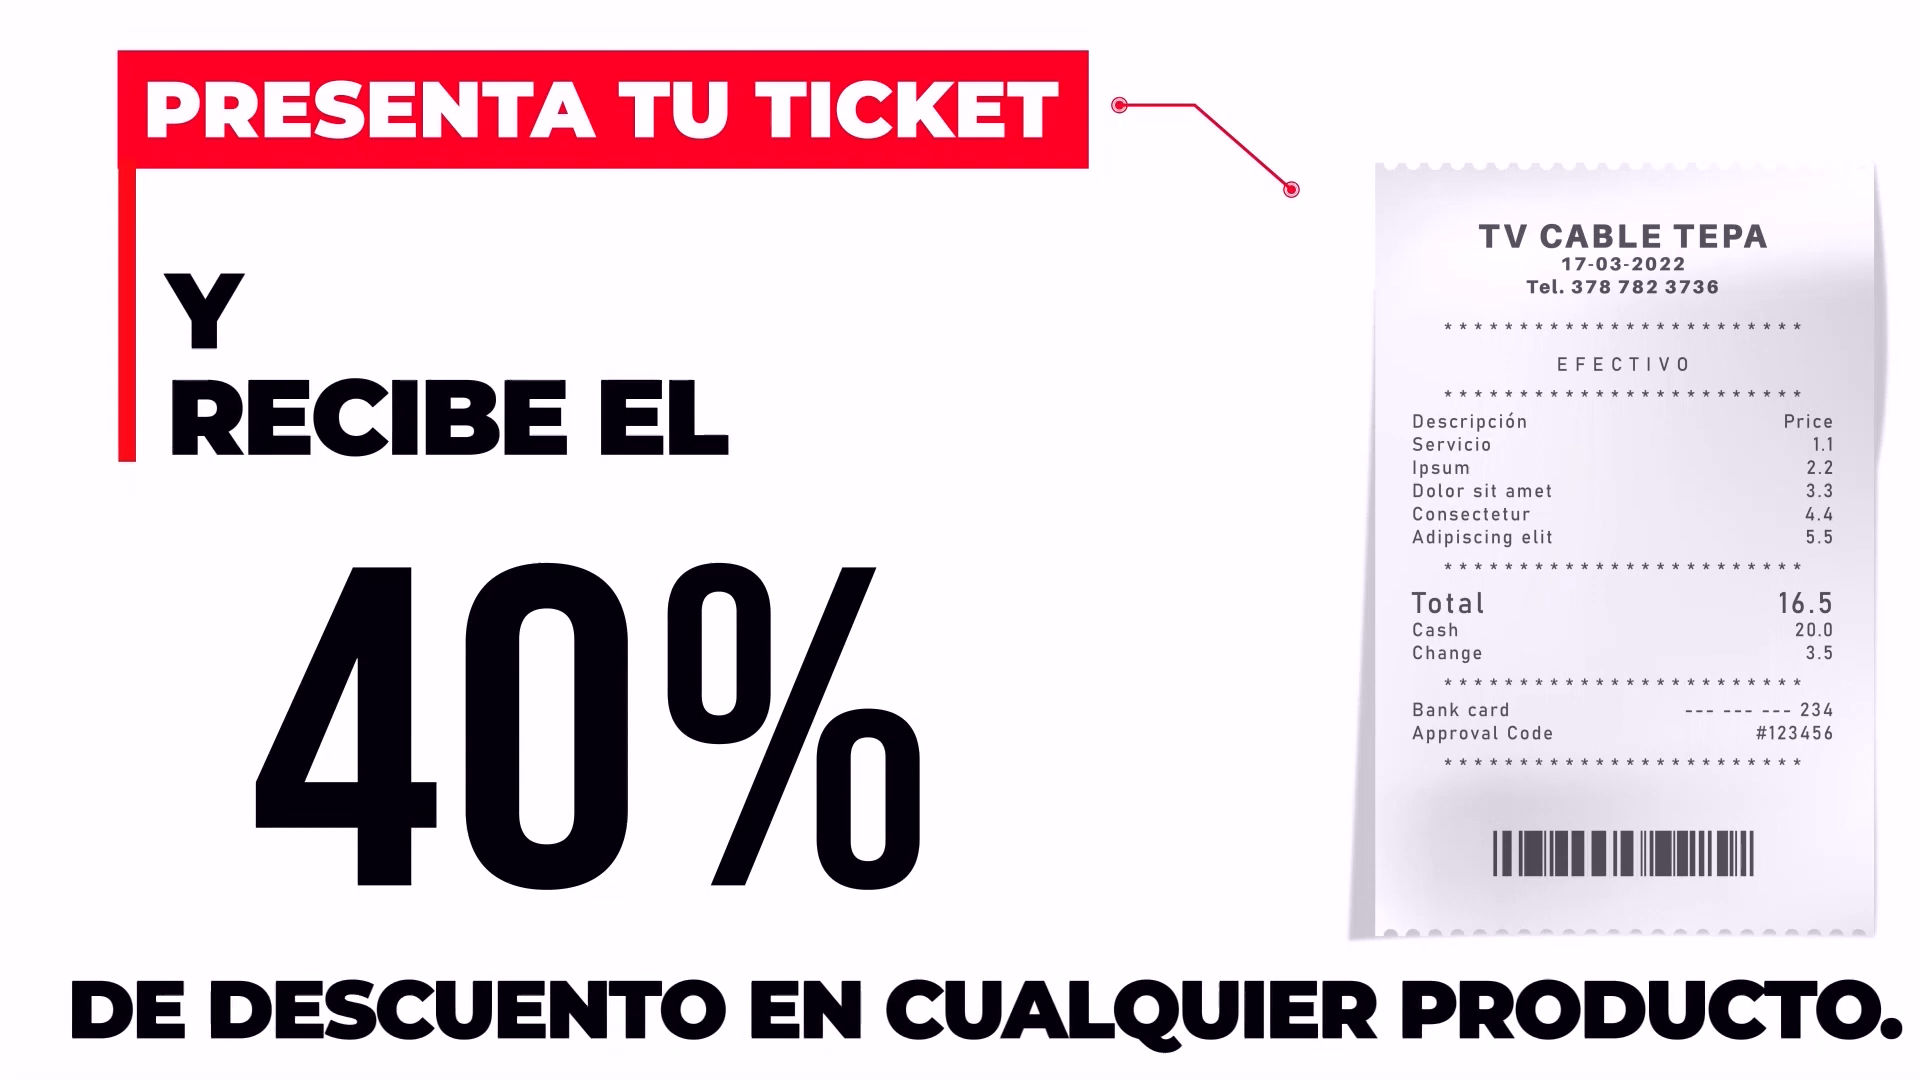 PRESENTA TU TICKET
Y
RECIBE EL
40%
DE DESCUENTO EN CUALQUIER PRODUCTO.
TV CABLE TEPA
17-03-2022
Tel. 378 782 3736
* * * * * * * * * * * * * * * * * * * * * * * *
EFECTIVO
* * * * * * * * * * * * * * * * * * * * * * * *
Descripción Price
Servicio 1.1
Ipsum 2.2
Dolor sit amet 3.3
Consectetur 4.4
Adipiscing elit 5.5
* * * * * * * * * * * * * * * * * * * * * * * *
Total 16.5
Cash 20.0
Change 3.5
* * * * * * * * * * * * * * * * * * * * * * * *
Bank card --- --- --- 234
Approval Code #123456
* * * * * * * * * * * * * * * * * * * * * * * *